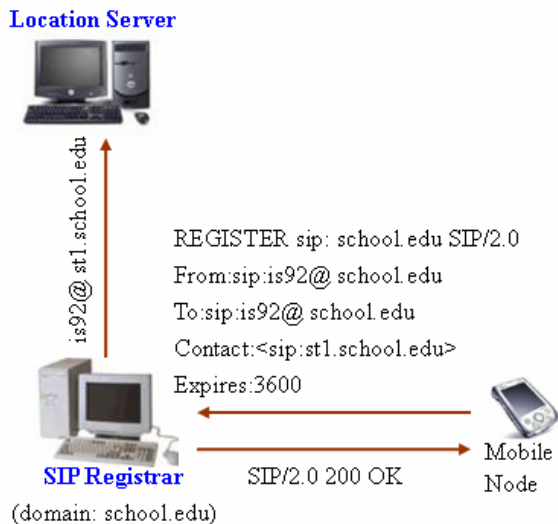 Location Server
is92@ st1.school.edu
REGISTER sip: school.edu SIP/2.0
From:sip:is92@ school.edu
To:sip:is92@ school.edu
Contact:<sip:st1.school.edu>
Expires:3600
SIP Registrar
(domain: school.edu)
SIP/2.0 200 OK
Mobile
Node